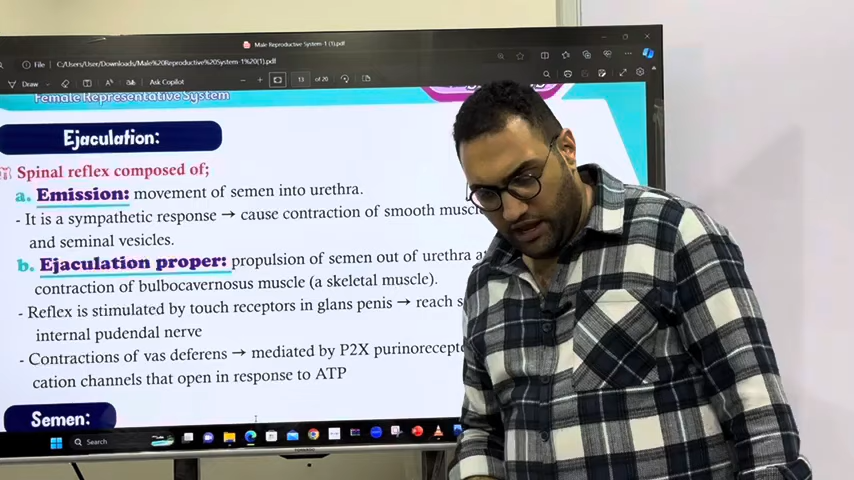 Male Reproductive System-1 (1).pdf
File
C:/Users/User/Downloads/Male%20Reproductive%20System-1%20(1).pdf
Draw
Ask Copilot
13 of 20
Female Representative System
Ejaculation:
Spinal reflex composed of;
a. Emission: movement of semen into urethra.
- It is a sympathetic response → cause contraction of smooth
and seminal vesicles.
b. Ejaculation proper: propulsion of semen out of urethra
contraction of bulbocavernosus muscle (a skeletal muscle).
- Reflex is stimulated by touch receptors in glans penis → reach
internal pudendal nerve
- Contractions of vas deferens → mediated by P2X
cation channels that open in response to ATP
Semen:
Search